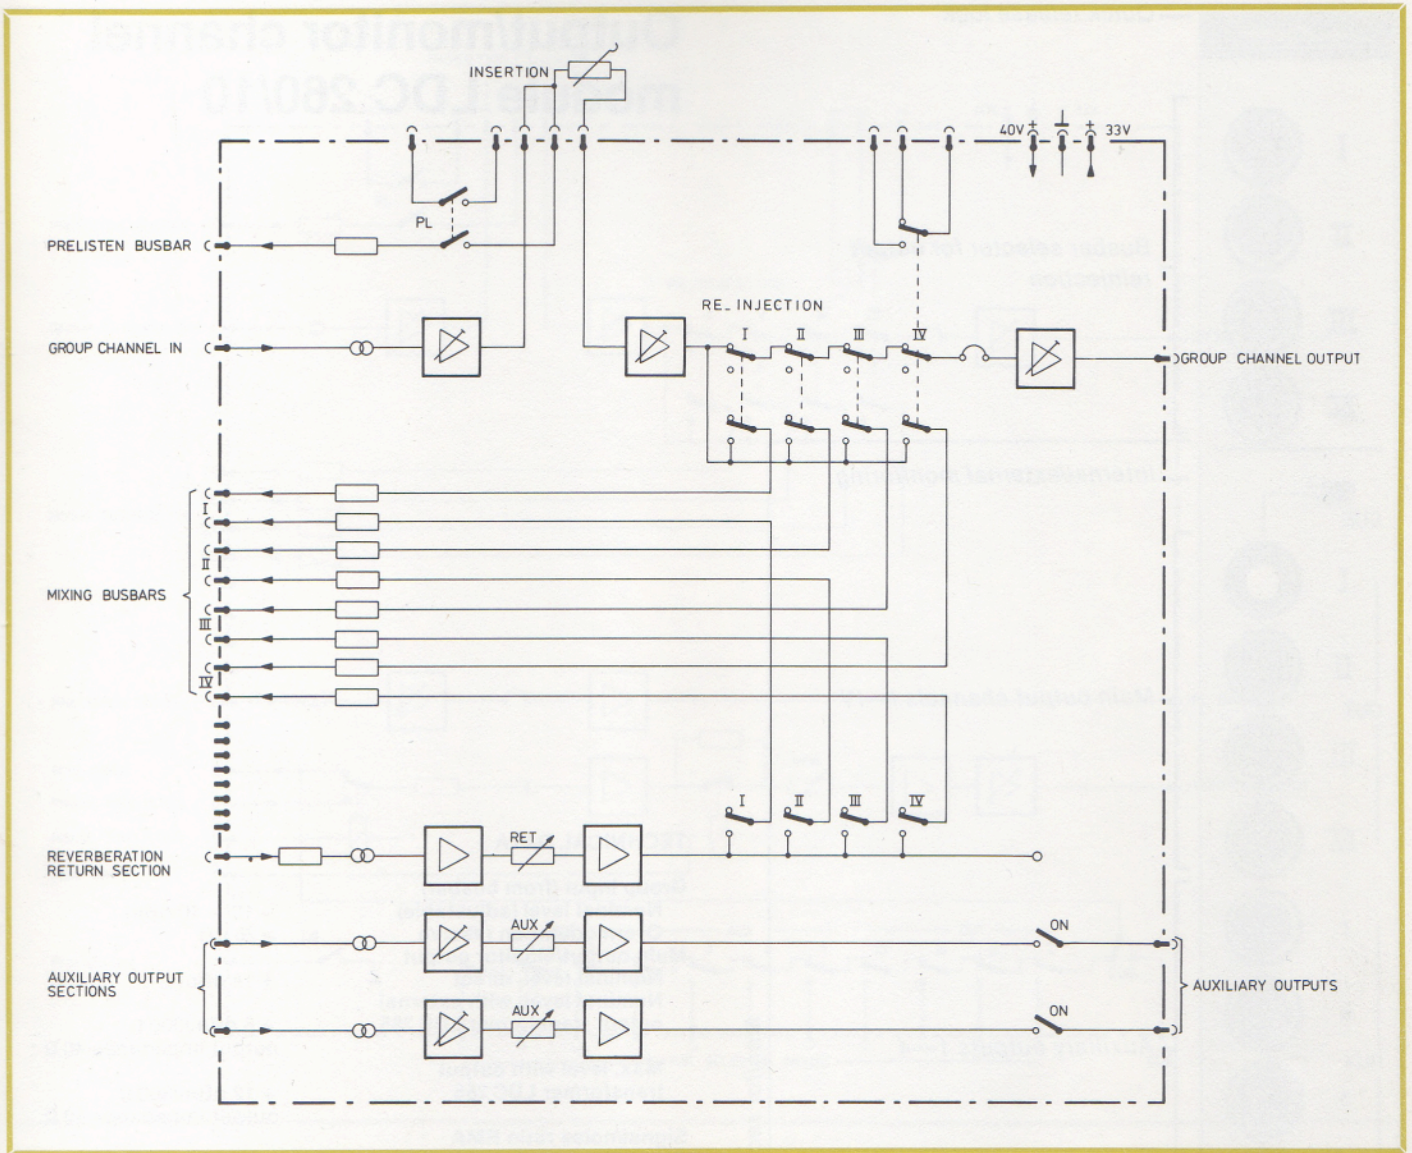 INSERTION
40V + + 33V
PL
PRELISTEN BUSBAR
RE_INJECTION
I II III IV
GROUP CHANNEL IN
GROUP CHANNEL OUTPUT
I
II
MIXING BUSBARS
III
IV
I II III IV
REVERBERATION
RETURN SECTION
RET
AUX
ON
AUXILIARY OUTPUT
SECTIONS
AUXILIARY OUTPUTS
AUX
ON